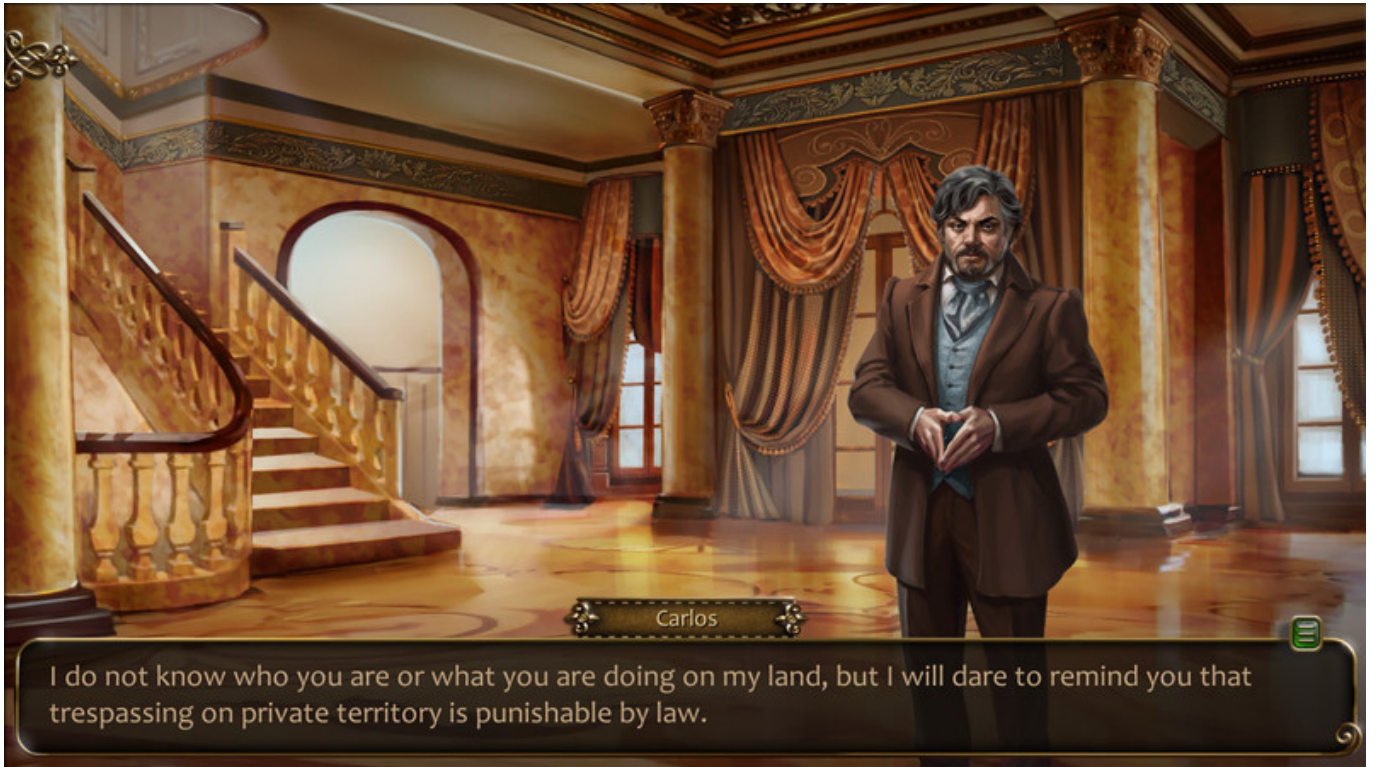 Carlos
I do not know who you are or what you are doing on my land, but I will dare to remind you that
trespassing on private territory is punishable by law.